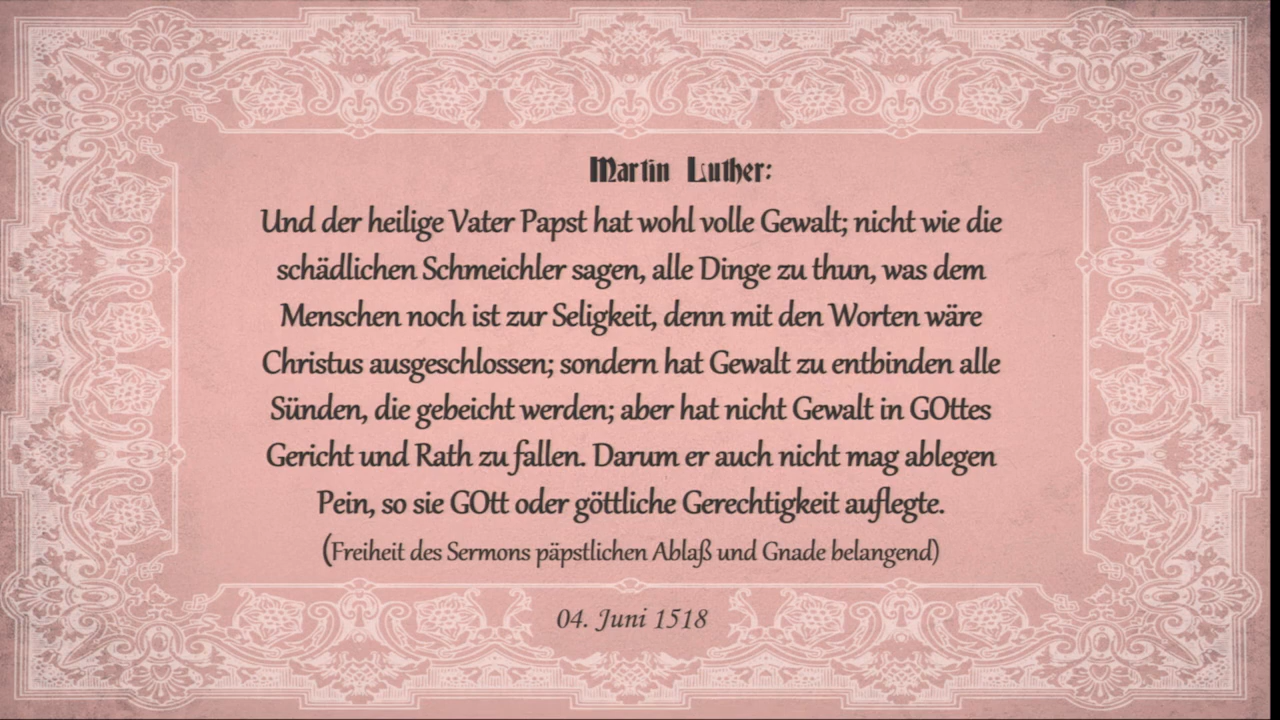 Martin Luther:
Und der heilige Vater Papst hat wohl volle Gewalt; nicht wie die
schädlichen Schmeichler sagen, alle Dinge zu thun, was dem
Menschen noch ist zur Seligkeit, denn mit den Worten wäre
Christus ausgeschlossen; sondern hat Gewalt zu entbinden alle
Sünden, die gebeicht werden; aber hat nicht Gewalt in GOttes
Gericht und Rath zu fallen. Darum er auch nicht mag ablegen
Pein, so sie GOtt oder göttliche Gerechtigkeit auflegte.
(Freiheit des Sermons päpstlichen Ablaß und Gnade belangend)
04. Juni 1518